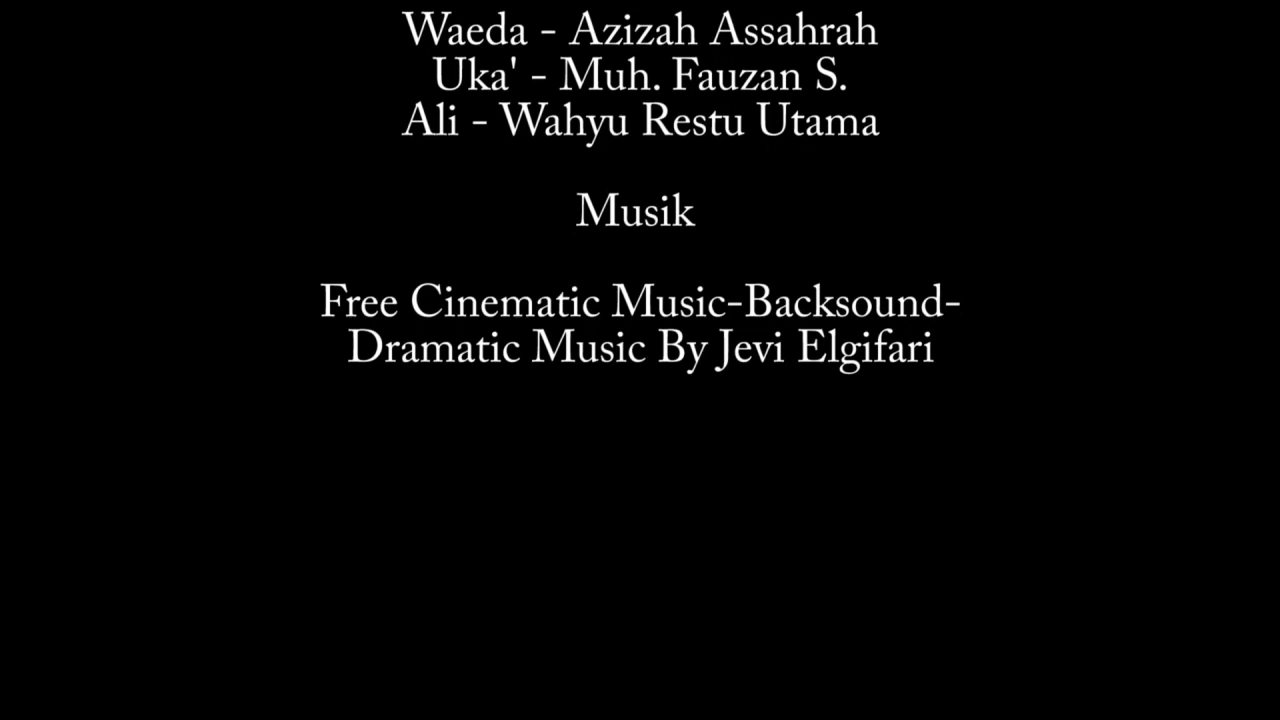 Waeda - Azizah Assahrah
Uka' - Muh. Fauzan S.
Ali - Wahyu Restu Utama
Musik
Free Cinematic Music-Backsound-
Dramatic Music By Jevi Elgifari